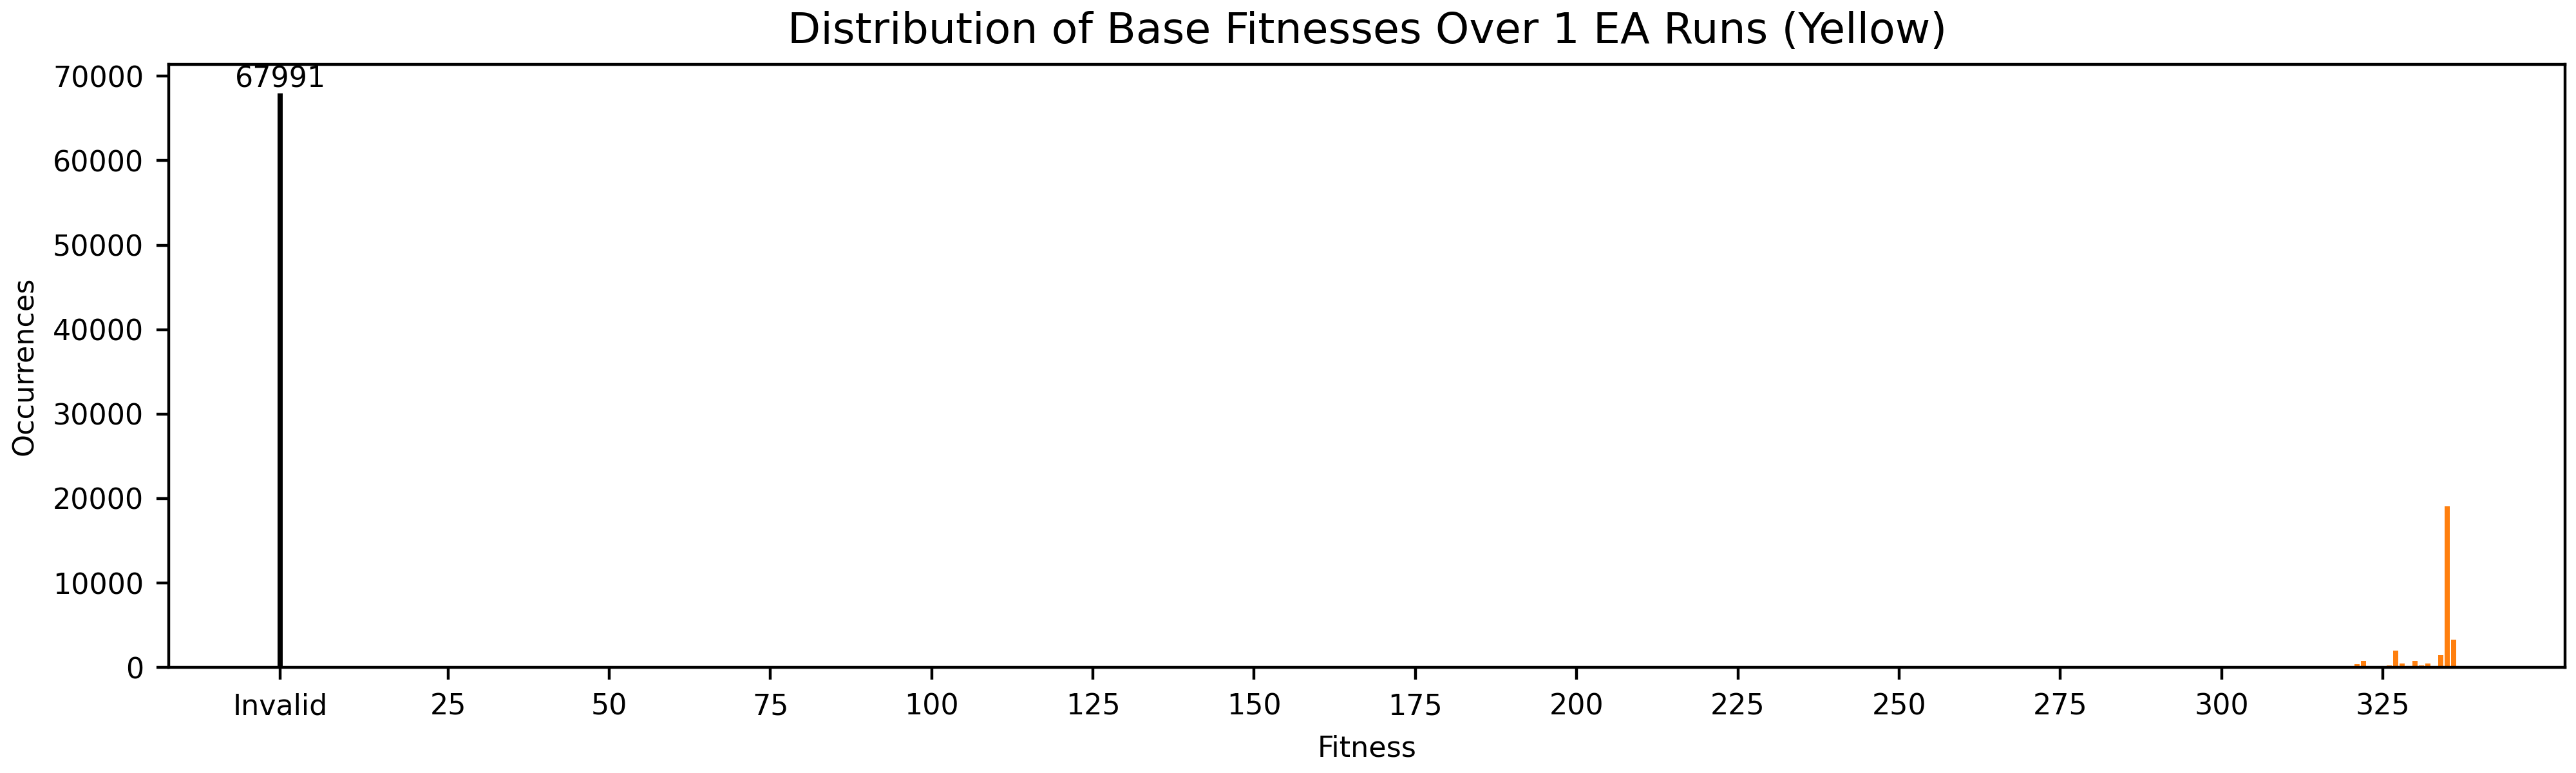 Distribution of Base Fitnesses Over 1 EA Runs (Yellow)
67991
70000
60000
50000
40000
30000
20000
10000
0
Occurrences
Invalid 25 50 75 100 125 150 175 200 225 250 275 300 325
Fitness